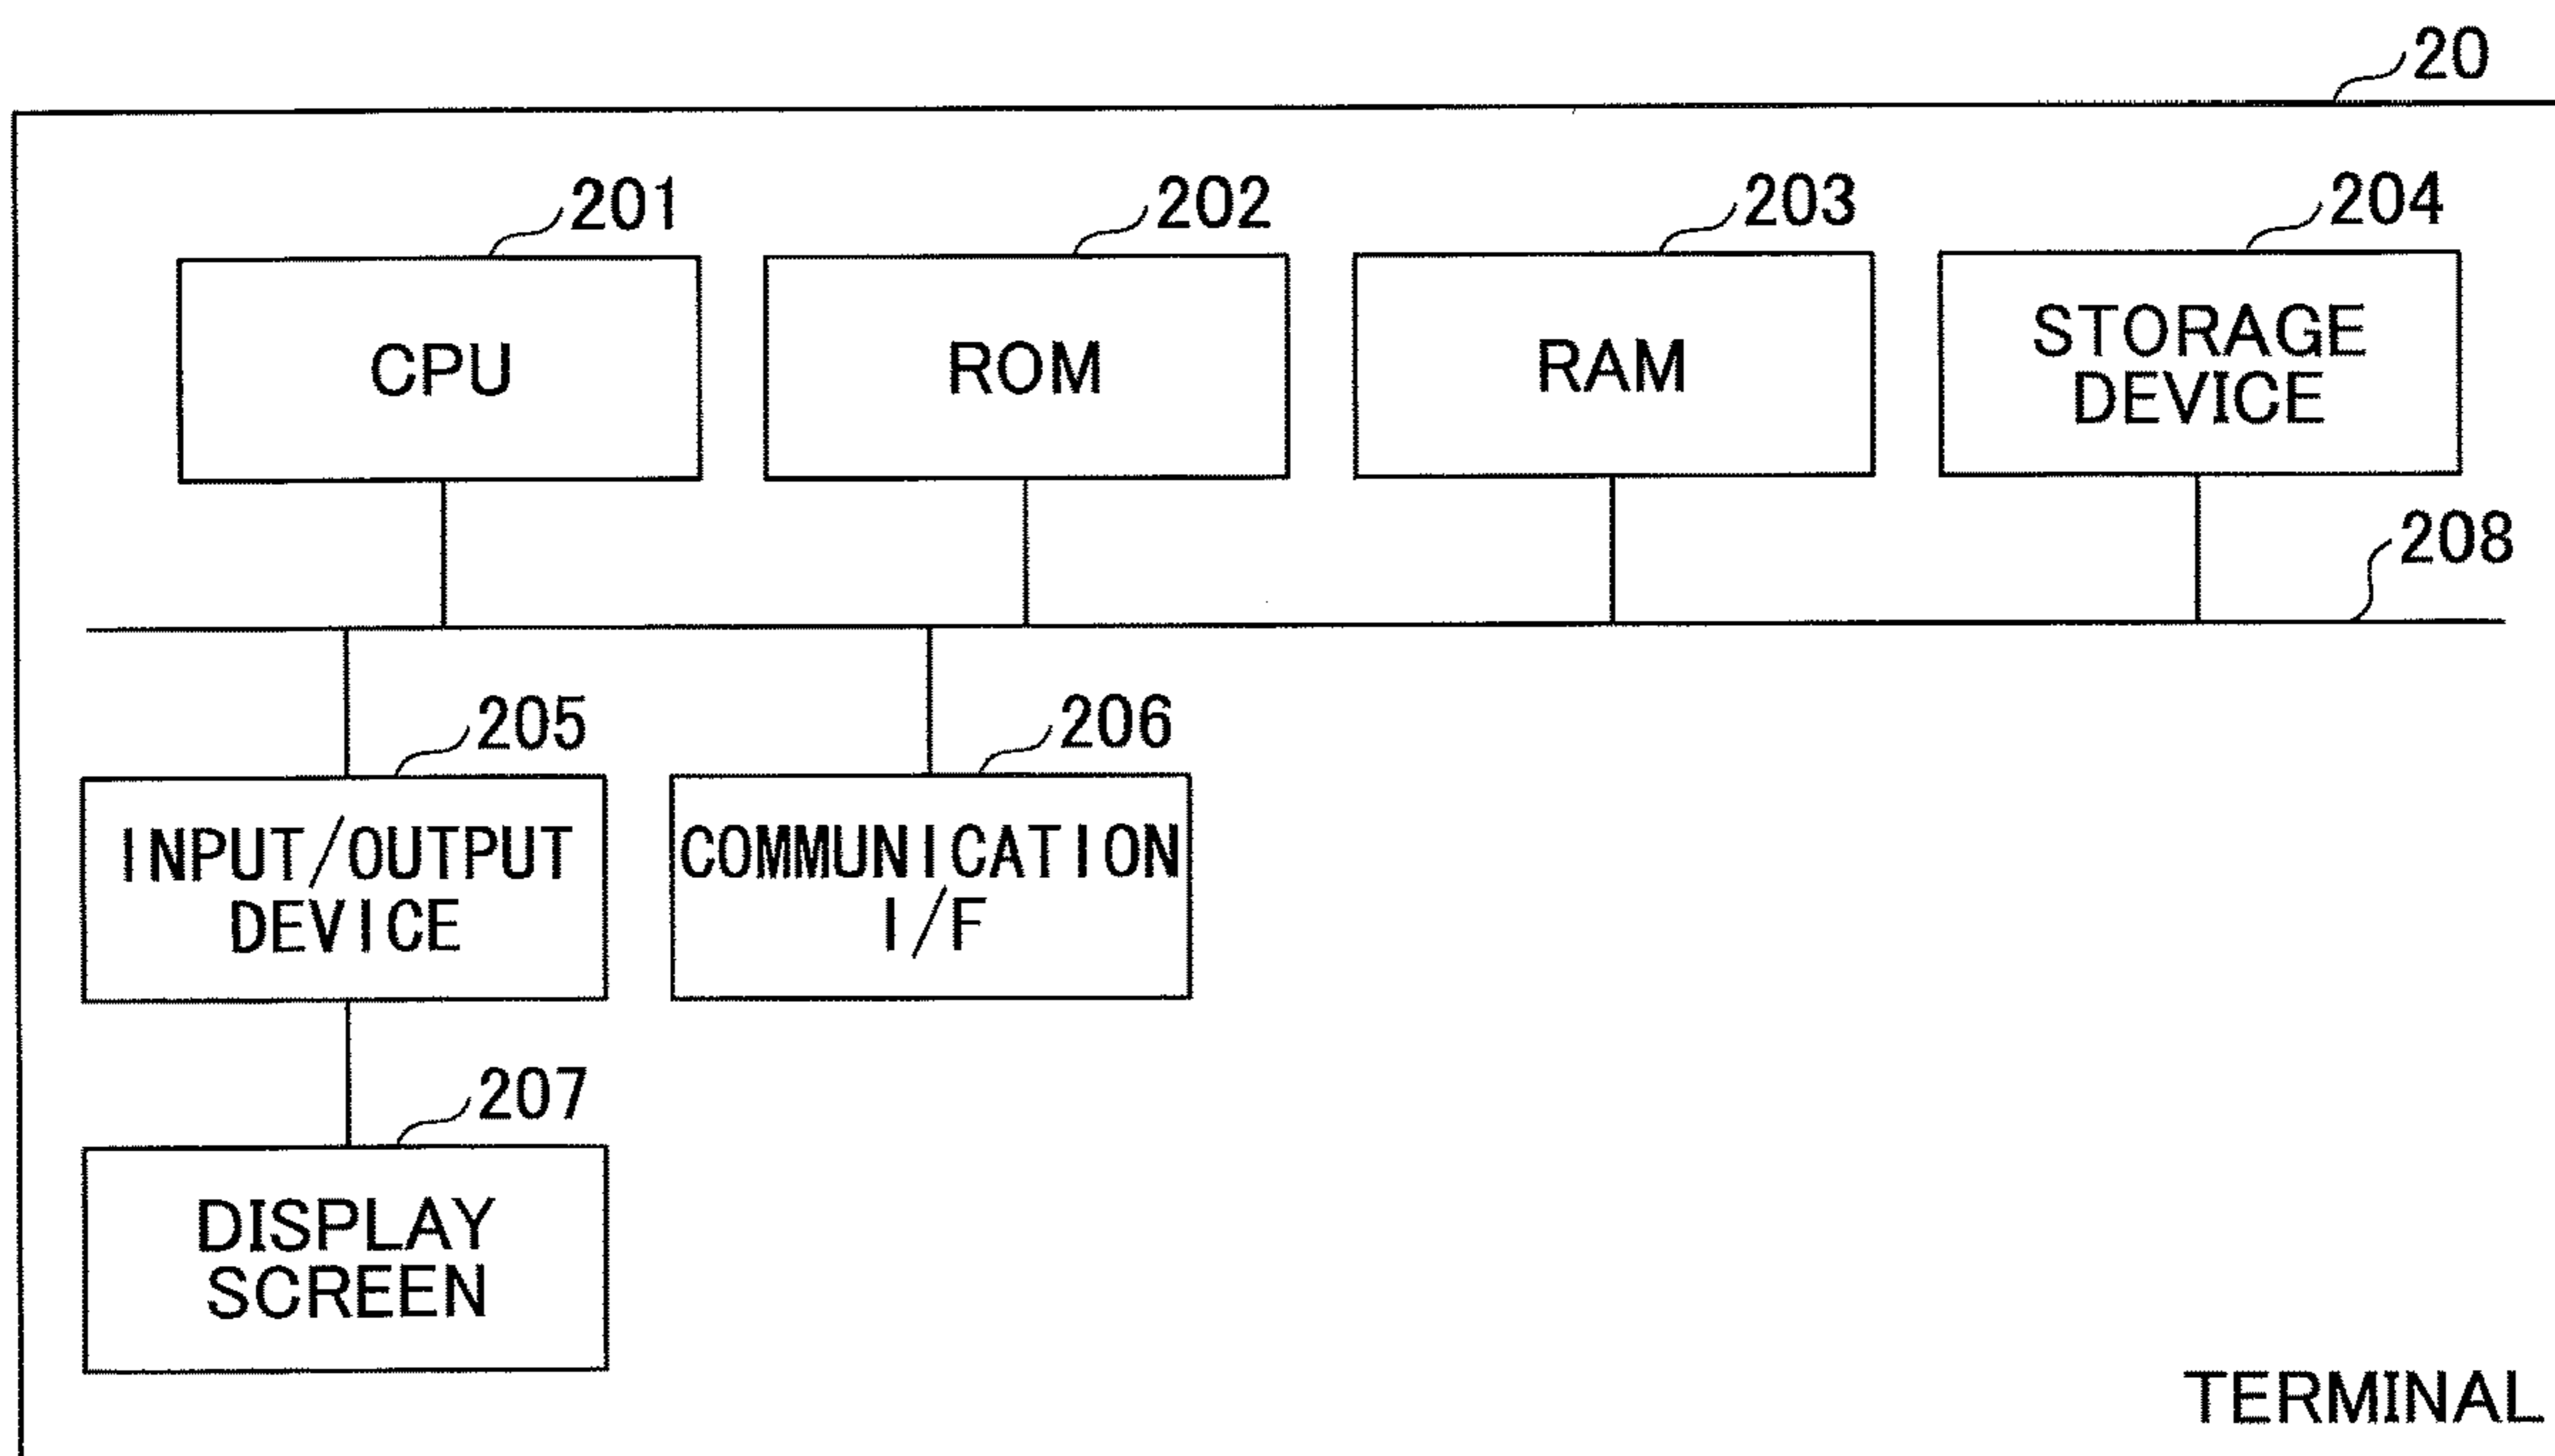 20
201
202
203
204
CPU
ROM
RAM
STORAGE
DEVICE
208
205
206
INPUT/OUTPUT
DEVICE
COMMUNICATION
I/F
207
DISPLAY
SCREEN
TERMINAL